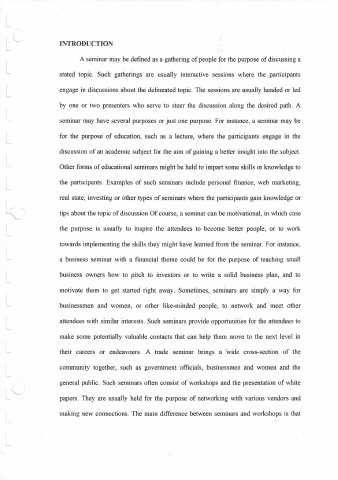 INTRODUCTION
A seminar may be defined as a gathering of people for the purpose of discussing a
stated topic. Such gatherings are usually interactive sessions where the participants
engage in discussions about the delineated topic. The sessions are usually headed or led
by one or two presenters who serve to steer the discussion along the desired path. A
seminar may have several purposes or just one purpose. For instance, a seminar may be
for the purpose of education, such as a lecture, where the participants engage in the
discussion of an academic subject for the aim of gaining a better insight into the subject.
Other forms of educational seminars might be held to impart some skills or knowledge to
the participants. Examples of such seminars include personal finance, web marketing,
real state, investing or other types of seminars where the participants gain knowledge or
tips about the topic of discussion Of course, a seminar can be motivational, in which case
the purpose is usually to inspire the attendees to become better people, or to work
towards implementing the skills they might have learned from the seminar. For instance,
a business seminar with a financial theme could be for the purpose of teaching small
business owners how to pitch to investors or to write a solid business plan, and to
motivate them to get started right away. Sometimes, seminars are simply a way for
businessmen and women, or other like-minded people, to network and meet other
attendees with similar interests. Such seminars provide opportunities for the attendees to
make some potentially valuable contacts that can help them move to the next level in
their careers or endeavours. A trade seminar brings a wide cross-section of the
community together, such as government officials, businessmen and women and the
general public. Such seminars often consist of workshops and the presentation of white
papers. They are usually held for the purpose of networking with various vendors and
making new connections. The main difference between seminars and workshops is that